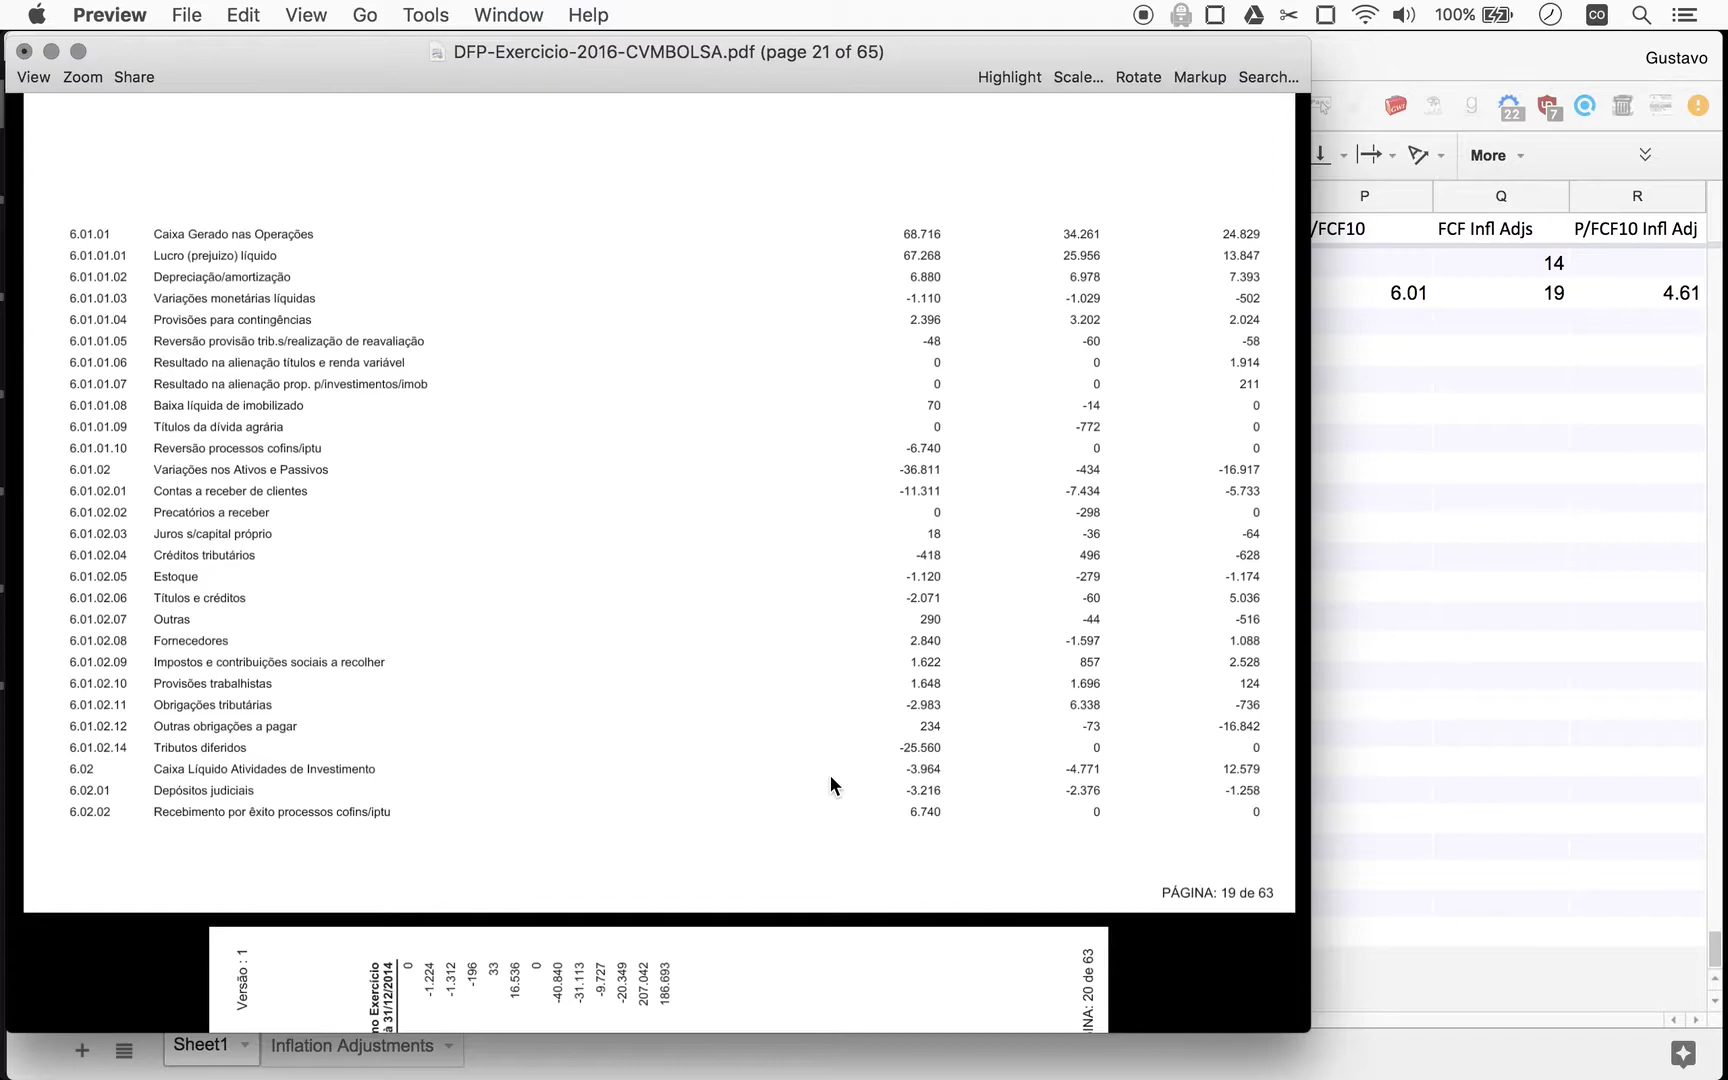 Preview File Edit View Go Tools Window Help 100% CO
DFP-Exercicio-2016-CVMBOLSA.pdf (page 21 of 65)
View Zoom Share Highlight Scale... Rotate Markup Search...
Gustavo
22 7
More
P Q R
/FCF10 FCF Infl Adjs P/FCF10 Infl Adj
14
6.01 19 4.61
6.01.01 Caixa Gerado nas Operações 68.716 34.261 24.829
6.01.01.01 Lucro (prejuizo) líquido 67.268 25.956 13.847
6.01.01.02 Depreciação/amortização 6.880 6.978 7.393
6.01.01.03 Variações monetárias líquidas -1.110 -1.029 -502
6.01.01.04 Provisões para contingências 2.396 3.202 2.024
6.01.01.05 Reversão provisão trib.s/realização de reavaliação -48 -60 -58
6.01.01.06 Resultado na alienação títulos e renda variável 0 0 1.914
6.01.01.07 Resultado na alienação prop. p/investimentos/imob 0 0 211
6.01.01.08 Baixa líquida de imobilizado 70 -14 0
6.01.01.09 Títulos da dívida agrária 0 -772 0
6.01.01.10 Reversão processos cofins/iptu -6.740 0 0
6.01.02 Variações nos Ativos e Passivos -36.811 -434 -16.917
6.01.02.01 Contas a receber de clientes -11.311 -7.434 -5.733
6.01.02.02 Precatórios a receber 0 -298 0
6.01.02.03 Juros s/capital próprio 18 -36 -64
6.01.02.04 Créditos tributários -418 496 -628
6.01.02.05 Estoque -1.120 -279 -1.174
6.01.02.06 Títulos e créditos -2.071 -60 5.036
6.01.02.07 Outras 290 -44 -516
6.01.02.08 Fornecedores 2.840 -1.597 1.088
6.01.02.09 Impostos e contribuições sociais a recolher 1.622 857 2.528
6.01.02.10 Provisões trabalhistas 1.648 1.696 124
6.01.02.11 Obrigações tributárias -2.983 6.338 -736
6.01.02.12 Outras obrigações a pagar 234 -73 -16.842
6.01.02.14 Tributos diferidos -25.560 0 0
6.02 Caixa Líquido Atividades de Investimento -3.964 -4.771 12.579
6.02.01 Depósitos judiciais -3.216 -2.376 -1.258
6.02.02 Recebimento por êxito processos cofins/iptu 6.740 0 0
PÁGINA: 19 de 63
Versão : 1
no Exercício
à 31/12/2014
0
-1.224
-1.312
-196
33
16.536
0
-40.840
-31.113
-9.727
-20.349
207.042
186.693
INA: 20 de 63
Sheet1 Inflation Adjustments